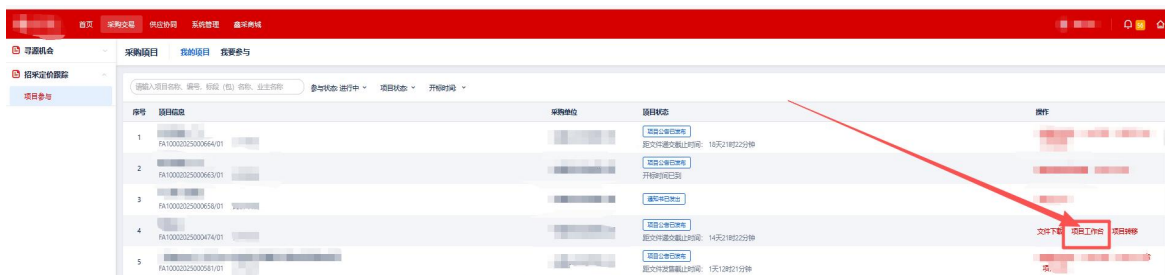 首页 采购交易 供应协同 系统管理 鑫采商城
寻源机会
招采定价跟踪
项目参与
采购项目 我的项目 我要参与
请输入项目名称、编号、标段（包）名称、业主名称 参与状态: 进行中 项目状态: 开标时间:
序号 项目信息 采购单位 项目状态 操作
1 FA10002025000664/01 项目公告已发布
距文件递交截止时间： 18天21时22分钟
2 FA10002025000663/01 项目公告已发布
开标时间已到
3 FA10002025000658/01 通知书已发出
4 FA10002025000474/01 项目公告已发布
距文件递交截止时间： 14天21时22分钟
文件下载 项目工作台 项目转移
5 FA10002025000581/01 项目公告已发布
距文件发售截止时间： 1天12时21分钟